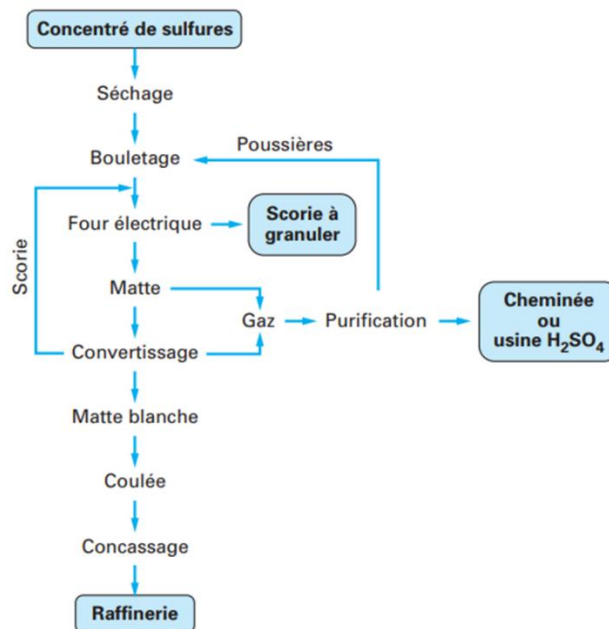 Concentré de sulfures
Séchage
Poussières
Bouletage
Four électrique
Scorie à
granuler
Scorie
Matte
Gaz
Purification
Cheminée
ou
usine H₂SO₄
Convertissage
Matte blanche
Coulée
Concassage
Raffinerie